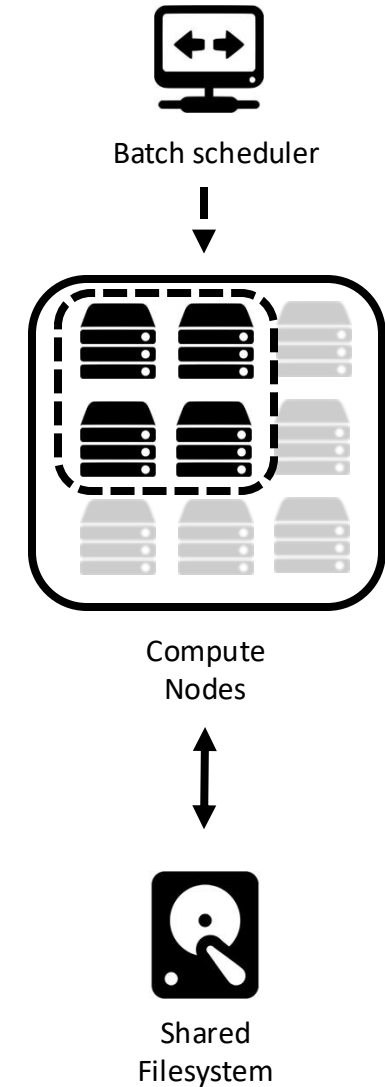 Batch scheduler
Compute
Nodes
Shared
Filesystem